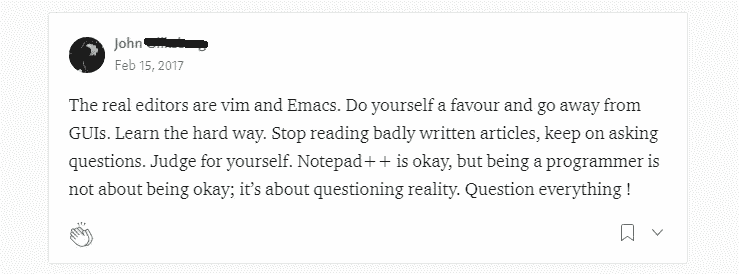 John
Feb 15, 2017
The real editors are vim and Emacs. Do yourself a favour and go away from
GUIs. Learn the hard way. Stop reading badly written articles, keep on asking
questions. Judge for yourself. Notepad++ is okay, but being a programmer is
not about being okay; it's about questioning reality. Question everything !